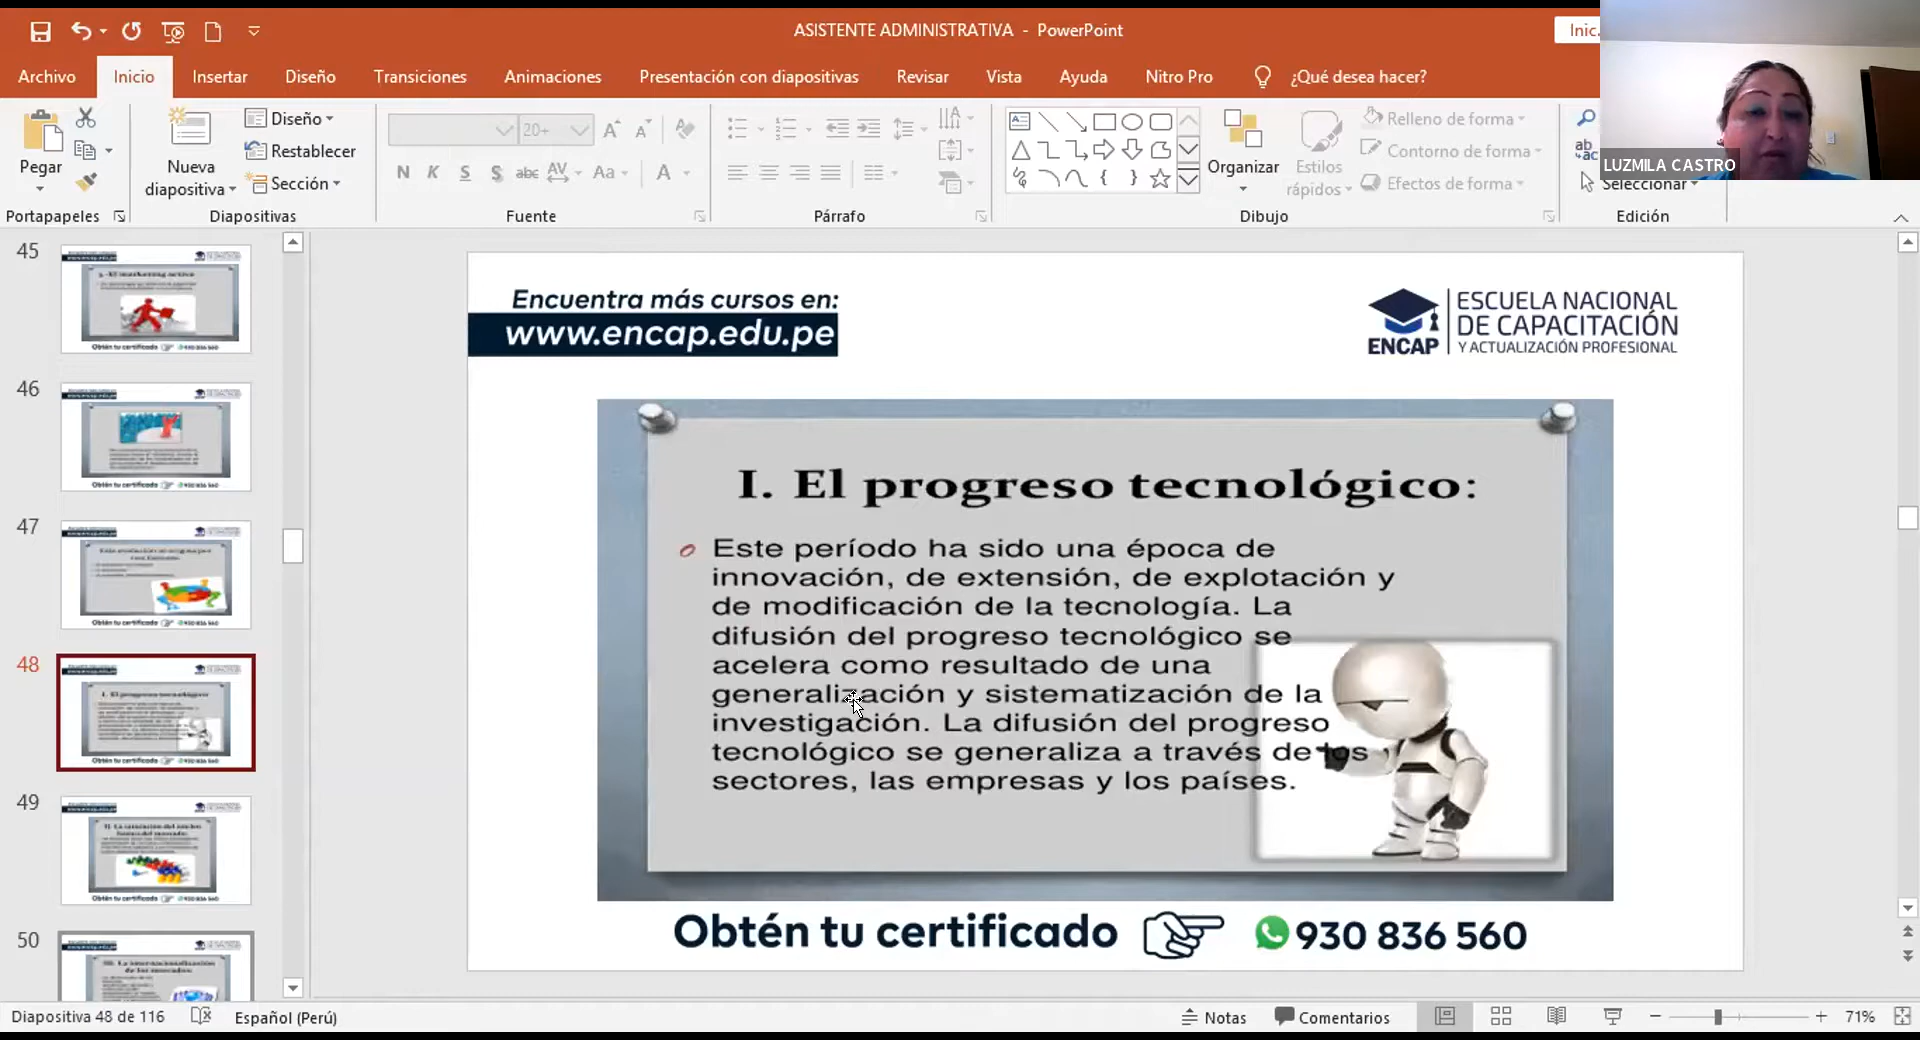 ASISTENTE ADMINISTRATIVA - PowerPoint
Inic
Archivo
Inicio
Insertar
Diseño
Transiciones
Animaciones
Presentación con diapositivas
Revisar
Vista
Ayuda
Nitro Pro
¿Qué desea hacer?
LUZMILA CASTRO
Pegar
Portapapeles
Nueva
diapositiva
Diseño
Restablecer
Sección
Diapositivas
20+
N K S S abc AV Aa A
Fuente
Párrafo
Organizar
Estilos
rápidos
Relleno de forma
Contorno de forma
Efectos de forma
Dibujo
Seleccionar
Edición
45
46
47
48
49
50
Encuentra más cursos en:
www.encap.edu.pe
ENCAP
ESCUELA NACIONAL
DE CAPACITACIÓN
Y ACTUALIZACIÓN PROFESIONAL
I. El progreso tecnológico:
Este período ha sido una época de
innovación, de extensión, de explotación y
de modificación de la tecnología. La
difusión del progreso tecnológico se
acelera como resultado de una
generalización y sistematización de la
investigación. La difusión del progreso
tecnológico se generaliza a través de los
sectores, las empresas y los países.
Obtén tu certificado
930 836 560
Diapositiva 48 de 116
Español (Perú)
Notas
Comentarios
71%